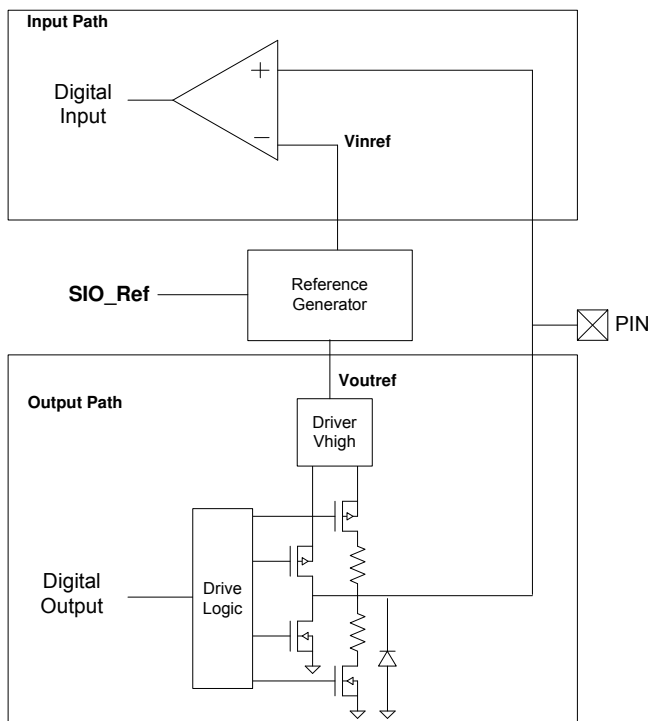 Input Path
Digital
Input
+
−
Vinref
SIO_Ref
Reference
Generator
PIN
Output Path
Voutref
Driver
Vhigh
Digital
Output
Drive
Logic